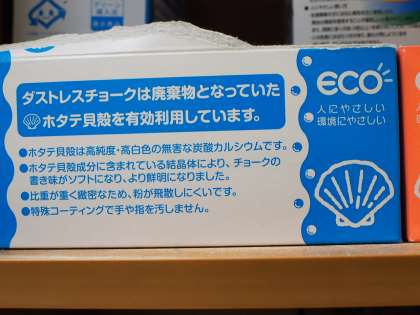 ダストレスチョークは廃棄物となっていた
ホタテ貝殻を有効利用しています。
●ホタテ貝殻は高純度・高白色の無害な炭酸カルシウムです。
●ホタテ貝殻成分に含まれている結晶体により、チョークの
書き味がソフトになり、より鮮明になりました。
●比重が重く緻密なため、粉が飛散しにくいです。
●特殊コーティングで手や指を汚しません。
eco
人にやさしい
環境にやさしい